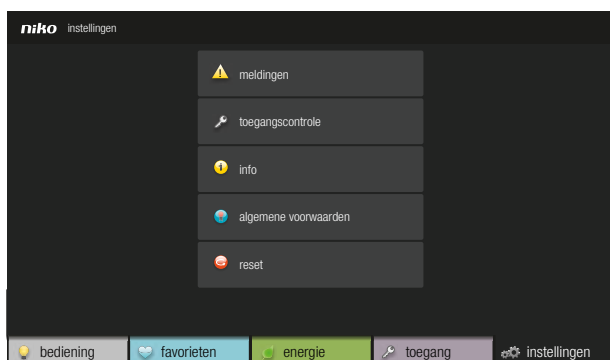 niko instellingen
meldingen
toegangscontrole
info
algemene voorwaarden
reset
bediening favorieten energie toegang instellingen